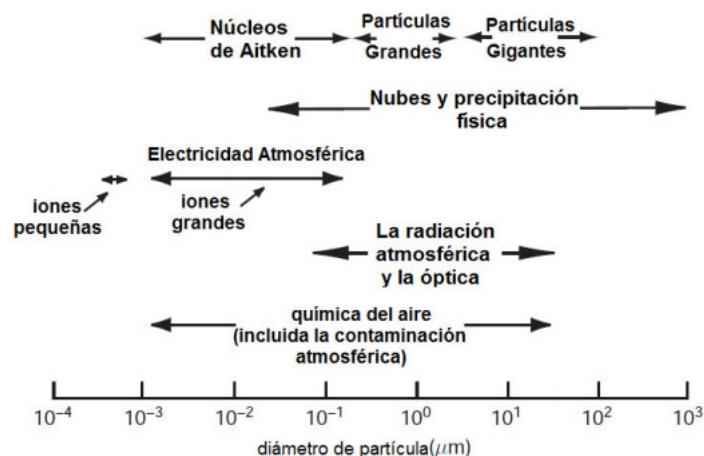 Núcleos
de Aitken
Partículas
Grandes
Partículas
Gigantes
Nubes y precipitación
física
Electricidad Atmosférica
iones
pequeñas
iones
grandes
La radiación
atmosférica
y la óptica
química del aire
(incluida la contaminación
atmosférica)
10⁻⁴ 10⁻³ 10⁻² 10⁻¹ 10⁰ 10¹ 10² 10³
diámetro de partícula(μm)